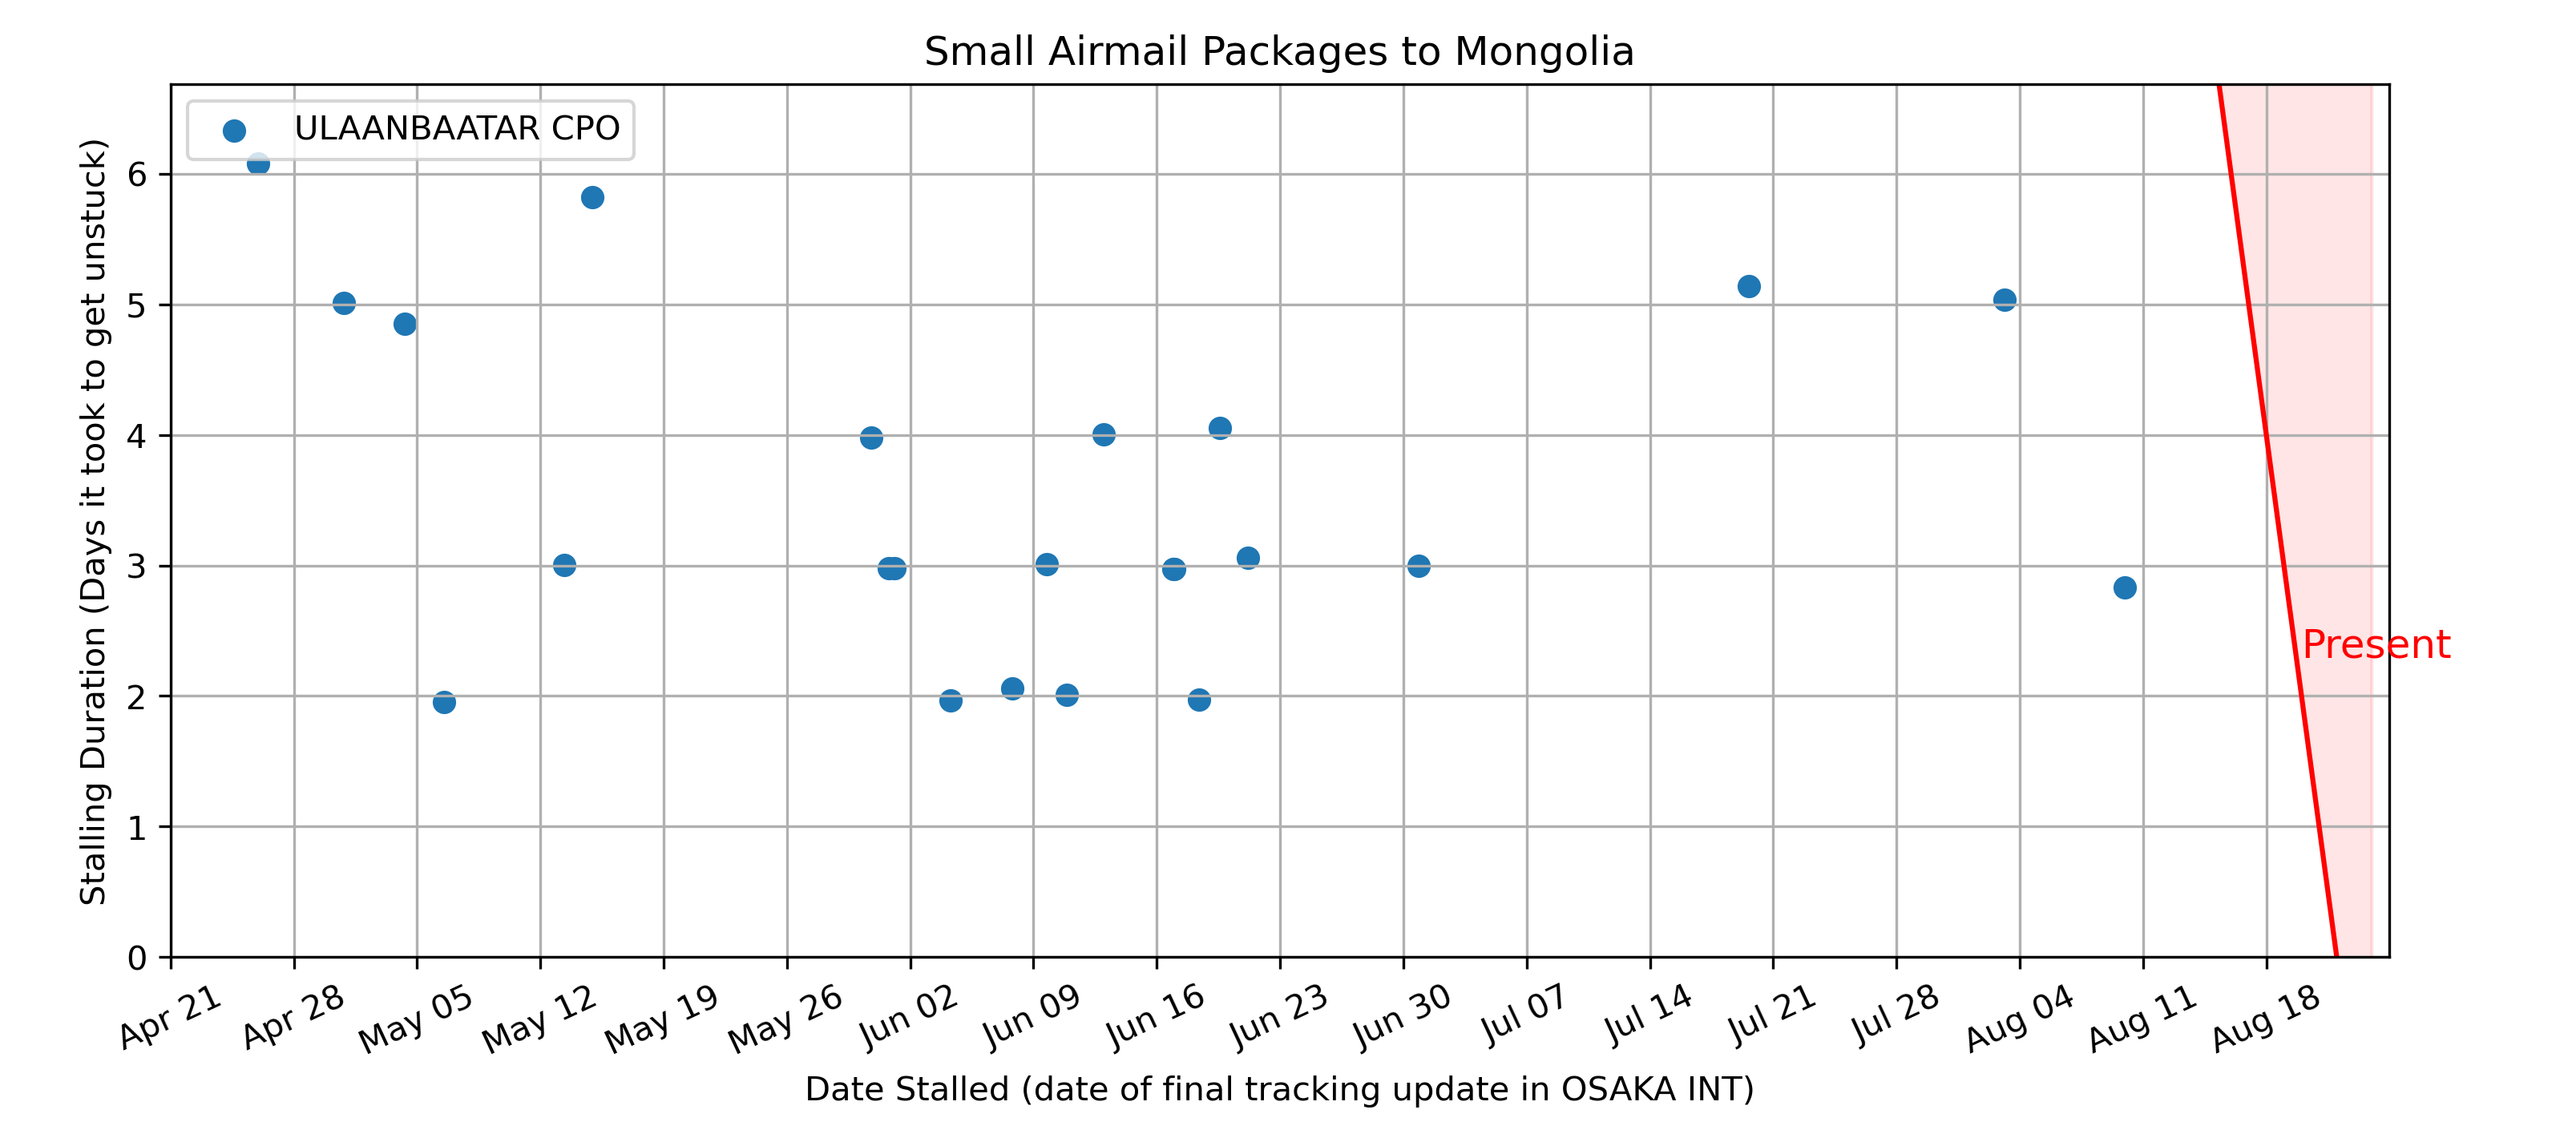 Small Airmail Packages to Mongolia
ULAANBAATAR CPO
Stalling Duration (Days it took to get unstuck)
6
5
4
3
2
1
0
Present
Apr 21
Apr 28
May 05
May 12
May 19
May 26
Jun 02
Jun 09
Jun 16
Jun 23
Jun 30
Jul 07
Jul 14
Jul 21
Jul 28
Aug 04
Aug 11
Aug 18
Date Stalled (date of final tracking update in OSAKA INT)